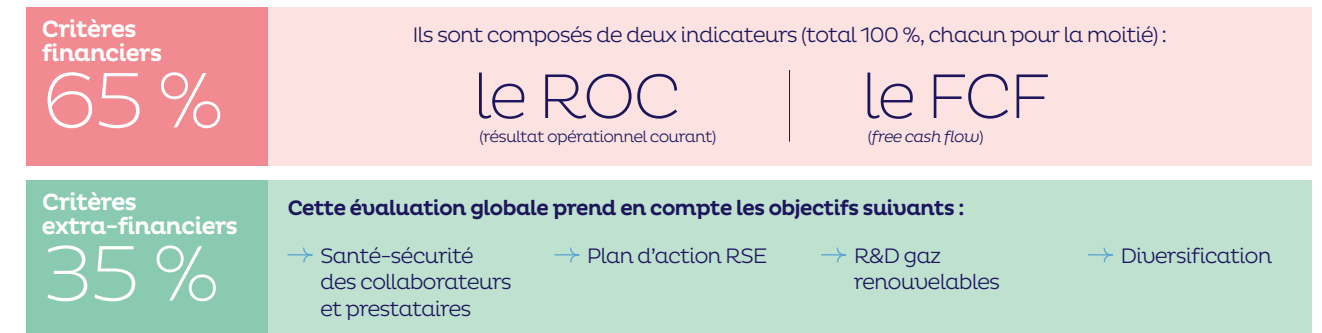 Critères
financiers
65 %
Ils sont composés de deux indicateurs (total 100 %, chacun pour la moitié) :
le ROC
(résultat opérationnel courant)
le FCF
(free cash flow)
Critères
extra-financiers
35 %
Cette évaluation globale prend en compte les objectifs suivants :
→ Santé-sécurité
des collaborateurs
et prestataires
→ Plan d’action RSE
→ R&D gaz
renouvelables
→ Diversification